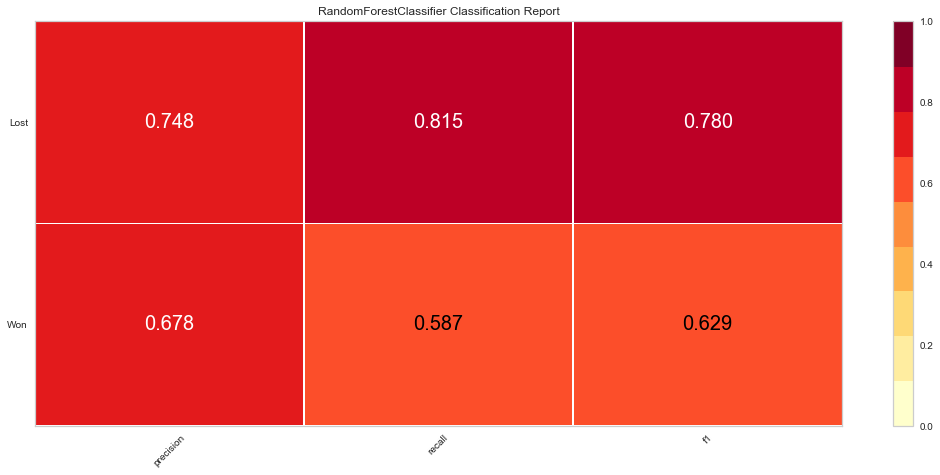 RandomForestClassifier Classification Report
Lost 0.748 0.815 0.780
Won 0.678 0.587 0.629
precision recall f1
1.0
0.8
0.6
0.4
0.2
0.0